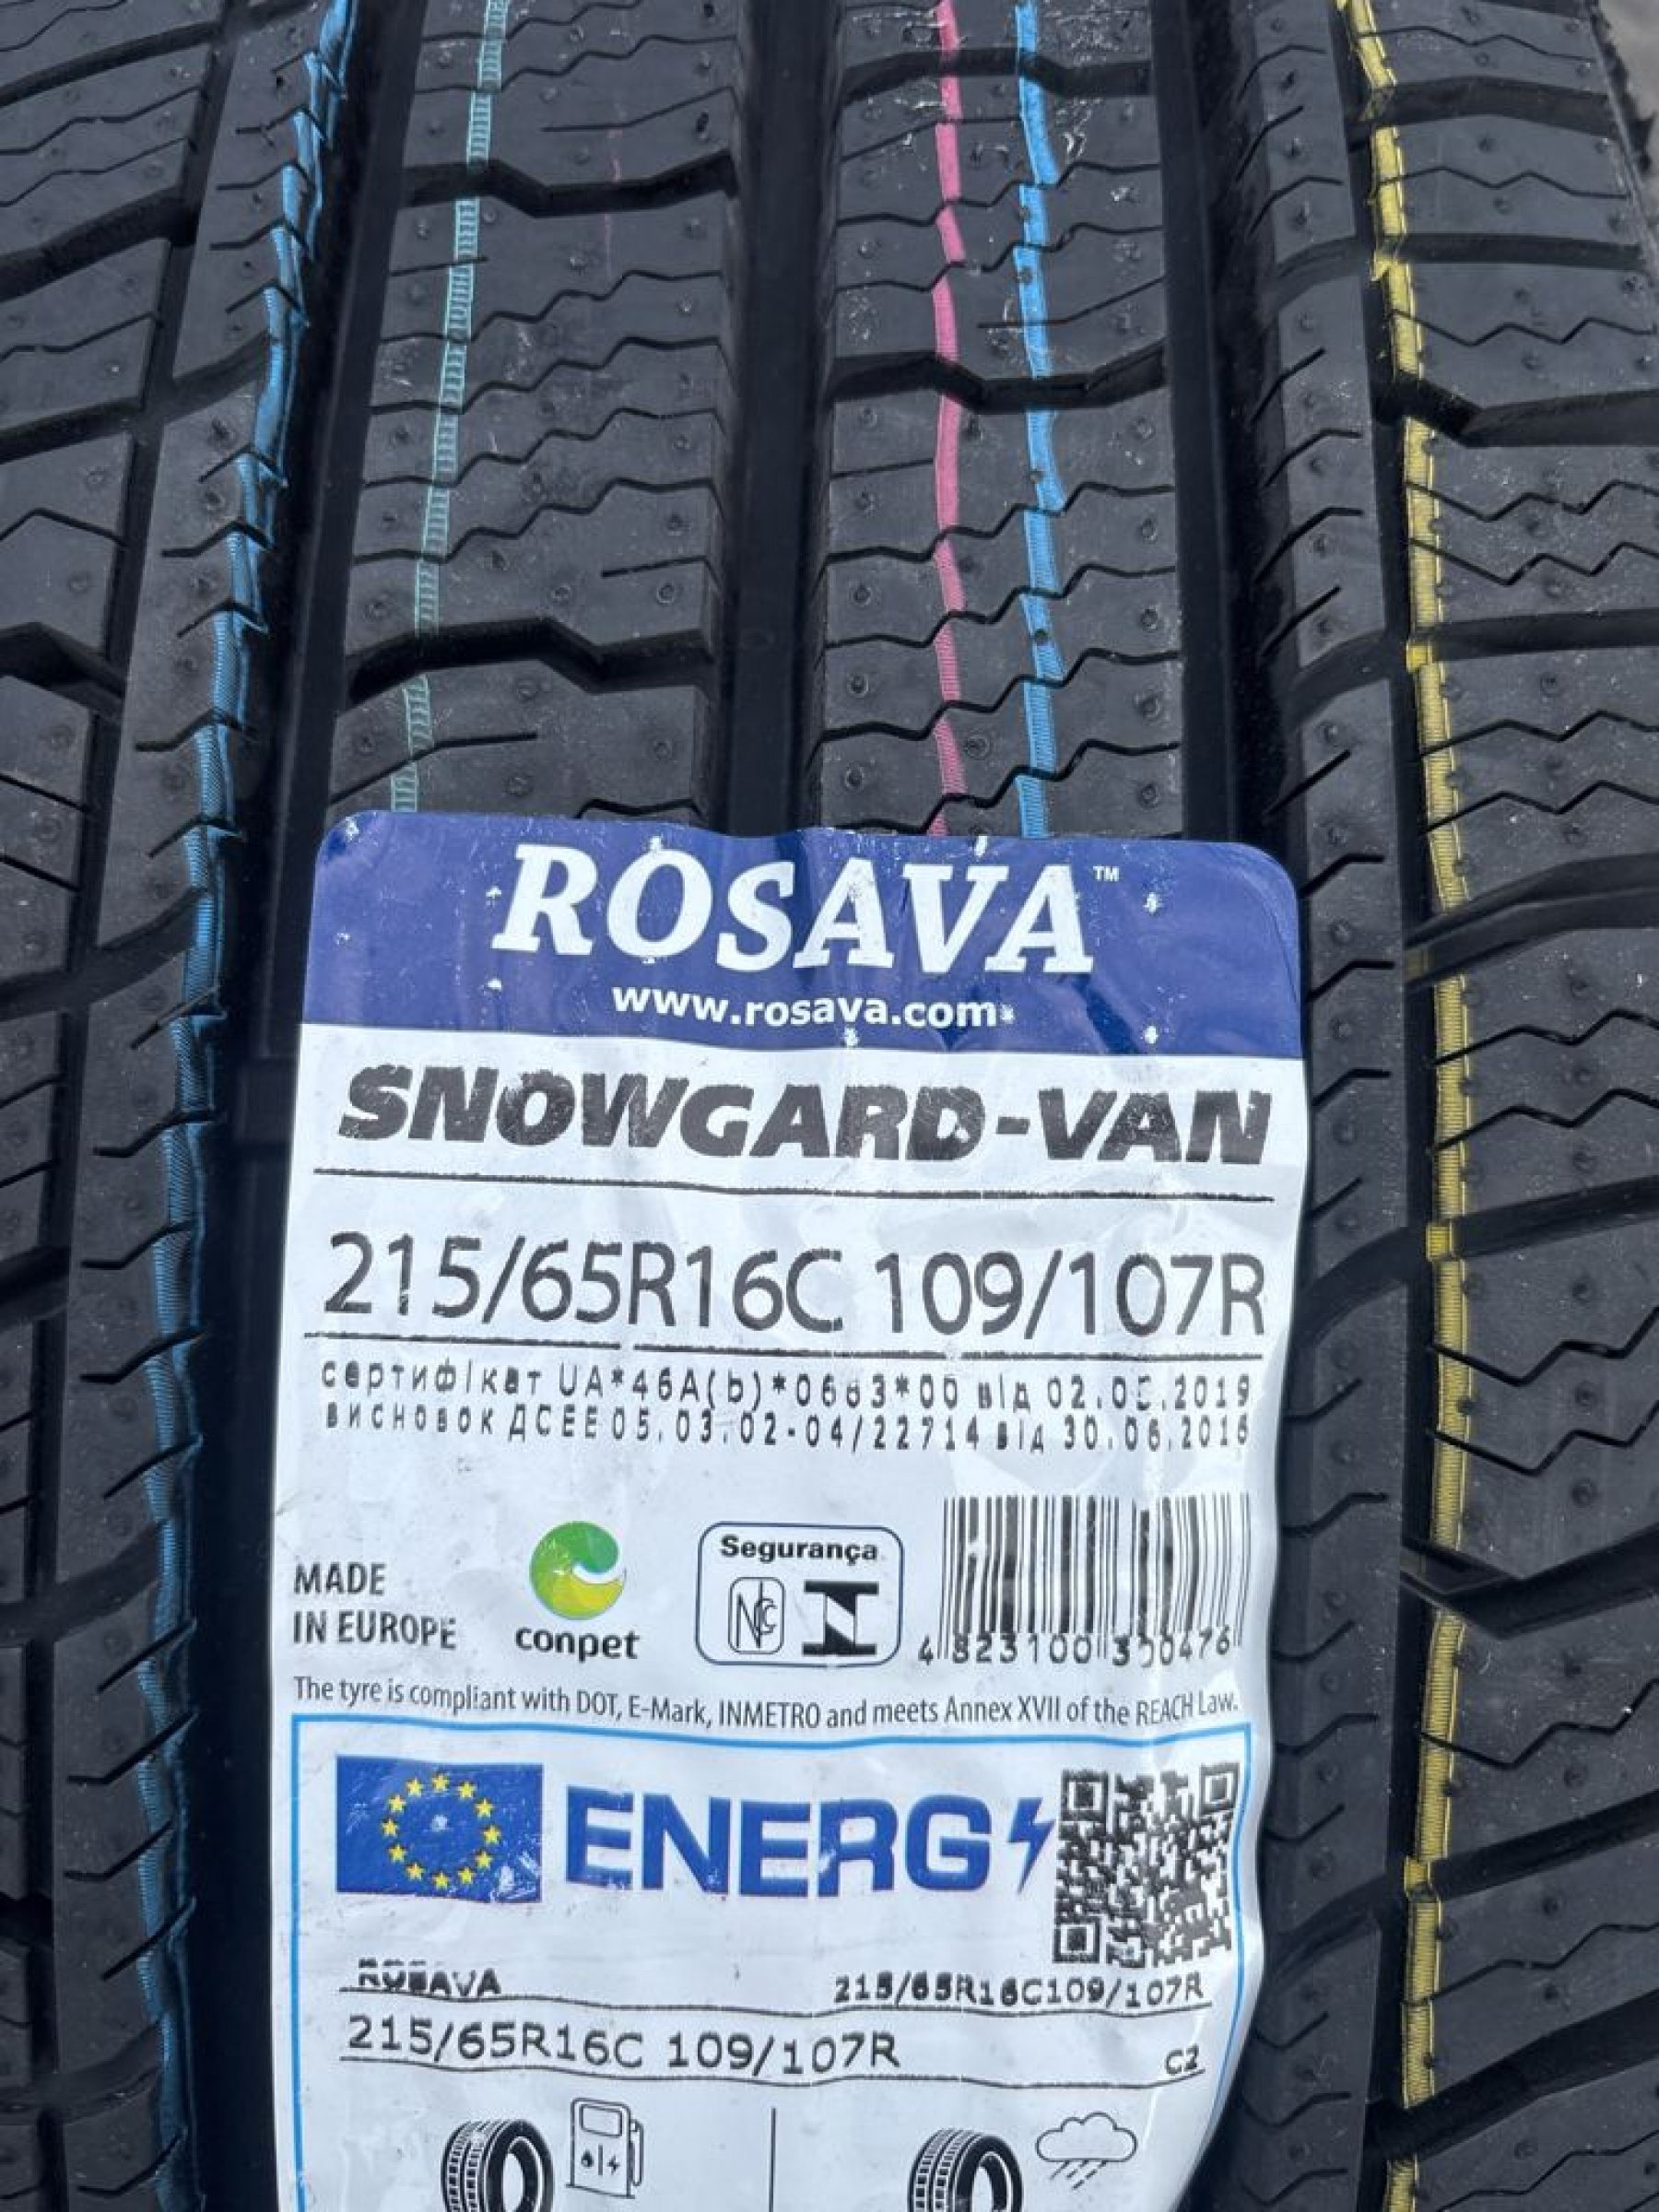 ROSAVA™
www.rosava.com
SNOWGARD-VAN
215/65R16C 109/107R
сертифікат UA*46A(b)*0683*00 від 02.05.2019
висновок ДСЕЕ 05.03.02-04/22714 від 30.06.2016
MADE
IN EUROPE
conpet
Segurança
4 823100 300476
The tyre is compliant with DOT, E-Mark, INMETRO and meets Annex XVII of the REACH Law.
ENERG
ROSAVA 215/65R16C109/107R
215/65R16C 109/107R C2